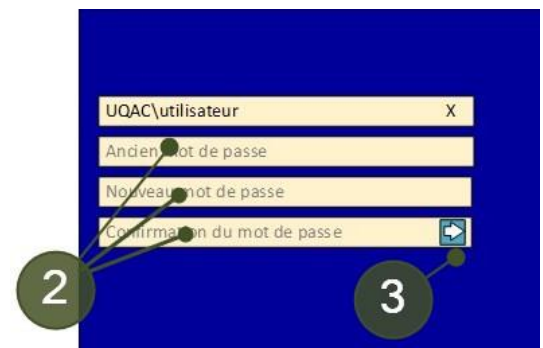 UQAC\utilisateur X
Ancien mot de passe
Nouveau mot de passe
Confirmation du mot de passe
2
3